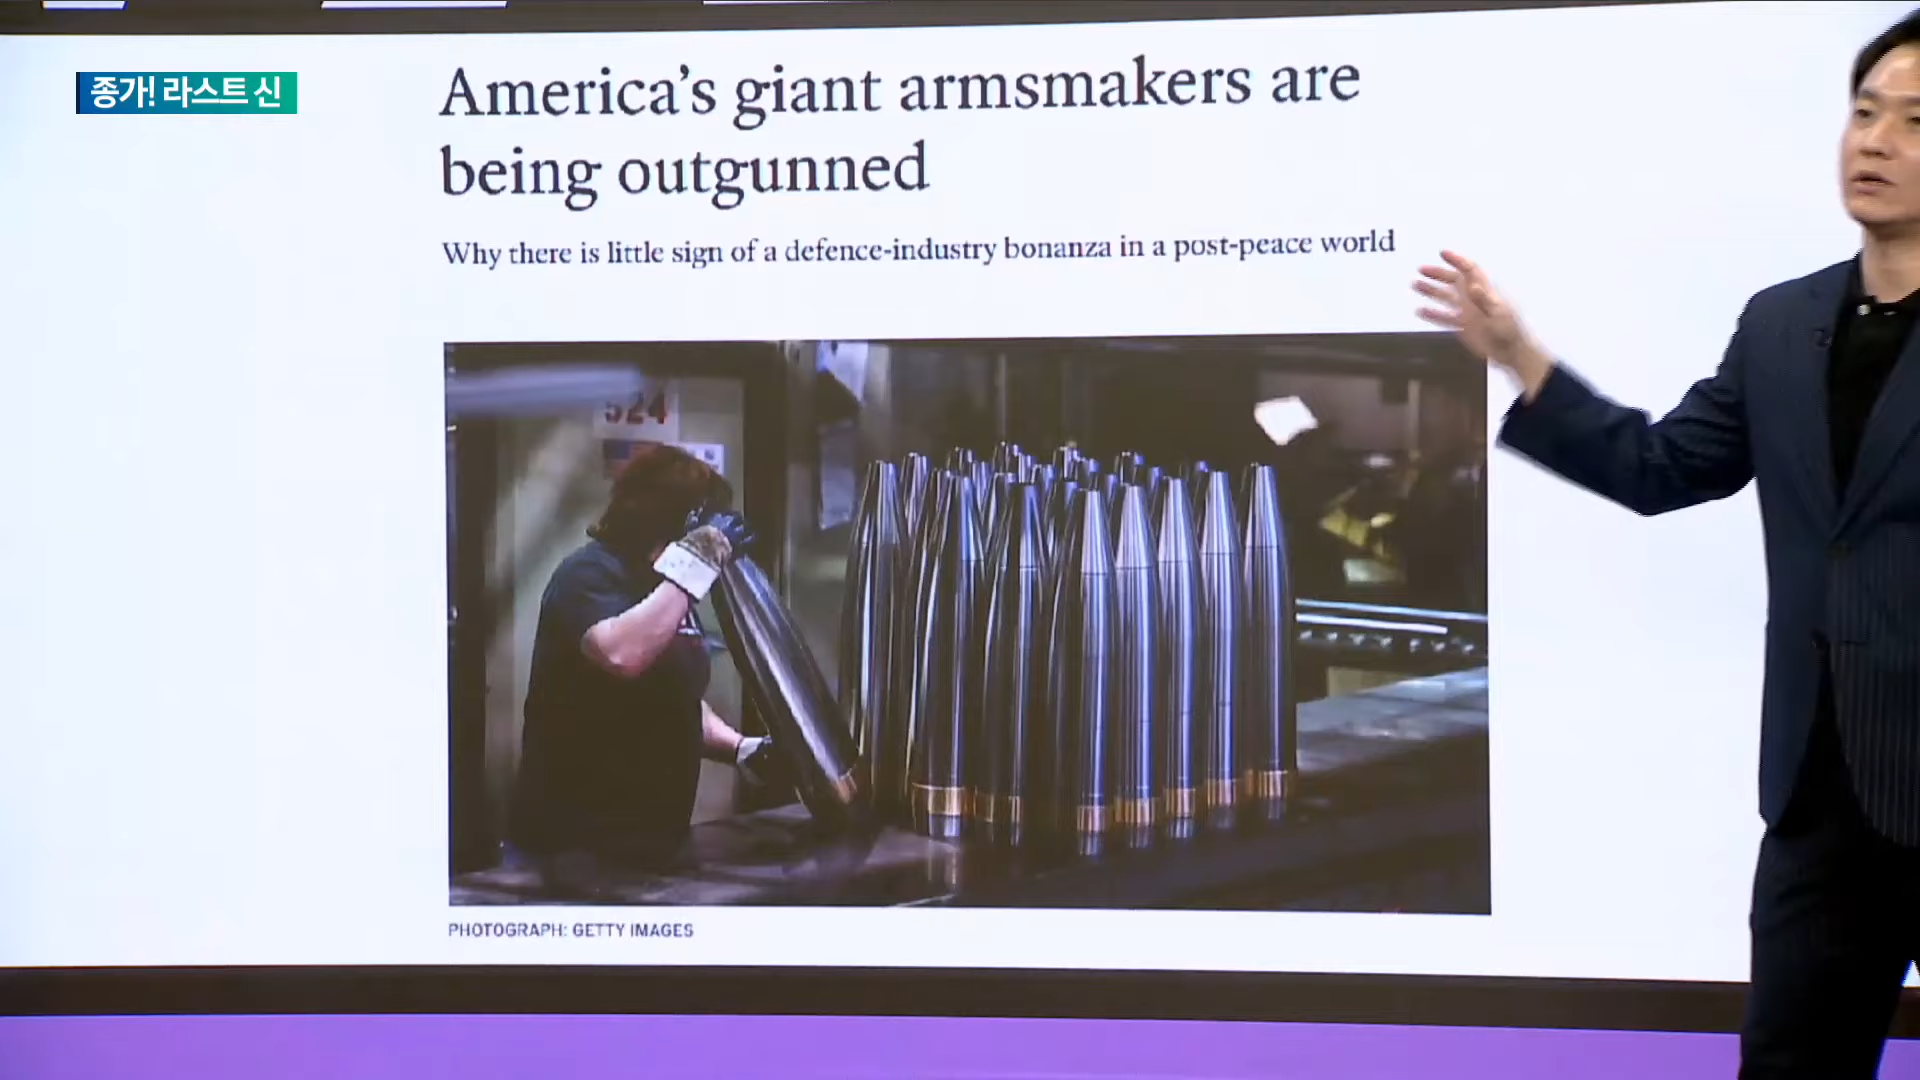 종가! 라스트 신
America’s giant armsmakers are
being outgunned
Why there is little sign of a defence-industry bonanza in a post-peace world
524
PHOTOGRAPH: GETTY IMAGES